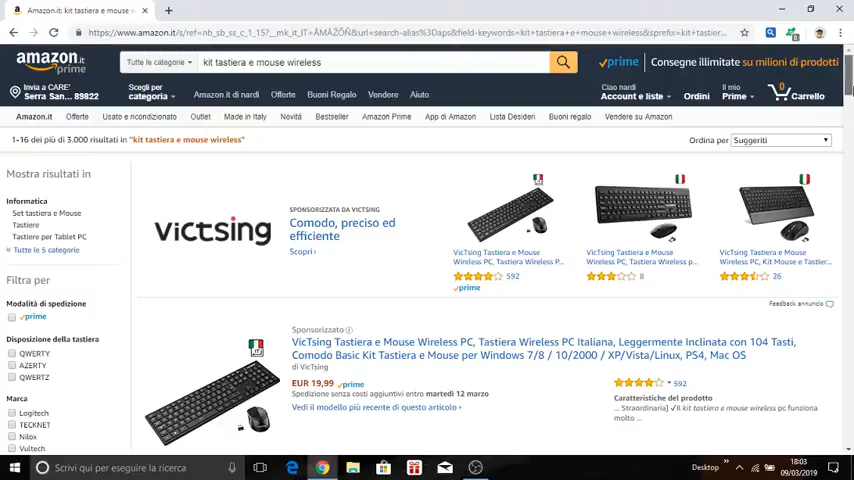 Amazon.it: kit tastiera e mouse w
https://www.amazon.it/s/ref=nb_sb_ss_c_1_15?__mk_it_IT=ÅMÅŽÕÑ&url=search-alias%3Daps&field-keywords=kit+tastiera+e+mouse+wireless&sprefix=kit+taster...
amazon.it
prime
Tutte le categorie
kit tastiera e mouse wireless
prime Consegne illimitate su milioni di prodotti
Invia a CARE'
Serra San... 89822
Scegli per
categoria
Amazon.it di nardi
Offerte
Buoni Regalo
Vendere
Aiuto
Ciao nardi
Account e liste
Ordini
Il mio
Prime
0
Carrello
Amazon.it
Offerte
Usato e ricondizionato
Outlet
Made in Italy
Novità
Bestseller
Amazon Prime
App di Amazon
Lista Desideri
Buoni regalo
Vendere su Amazon
1-16 dei più di 3.000 risultati in "kit tastiera e mouse wireless"
Ordina per
Suggeriti
Mostra risultati in
Informatica
Set tastiera e Mouse
Tastiere
Tastiere per Tablet PC
Tutte le 5 categorie
Filtra per
Modalità di spedizione
prime
Disposizione della tastiera
QWERTY
AZERTY
QWERTZ
Marca
Logitech
TECKNET
Nilox
Vultech
VicTsing
SPONSORIZZATA DA VICTSING
Comodo, preciso ed
efficiente
Scopri ›
VicTsing Tastiera e Mouse
Wireless PC, Tastiera Wireless P...
592
prime
VicTsing Tastiera e Mouse
Wireless PC, Tastiera Wireless p...
8
VicTsing Tastiera e Mouse
Wireless PC, Kit Mouse e Tastier...
26
Feedback annuncio
Sponsorizzato
VicTsing Tastiera e Mouse Wireless PC, Tastiera Wireless PC Italiana, Leggermente Inclinata con 104 Tasti,
Comodo Basic Kit Tastiera e Mouse per Windows 7/8 / 10/2000 / XP/Vista/Linux, PS4, Mac OS
di VicTsing
EUR 19,99 prime
Spedizione senza costi aggiuntivi entro martedì 12 marzo
Vedi il modello più recente di questo articolo ›
592
Caratteristiche del prodotto
... Straordinaria] ✓Il kit tastiera e mouse wireless pc funziona
molto ...
Scrivi qui per eseguire la ricerca
Desktop
18:03
09/03/2019